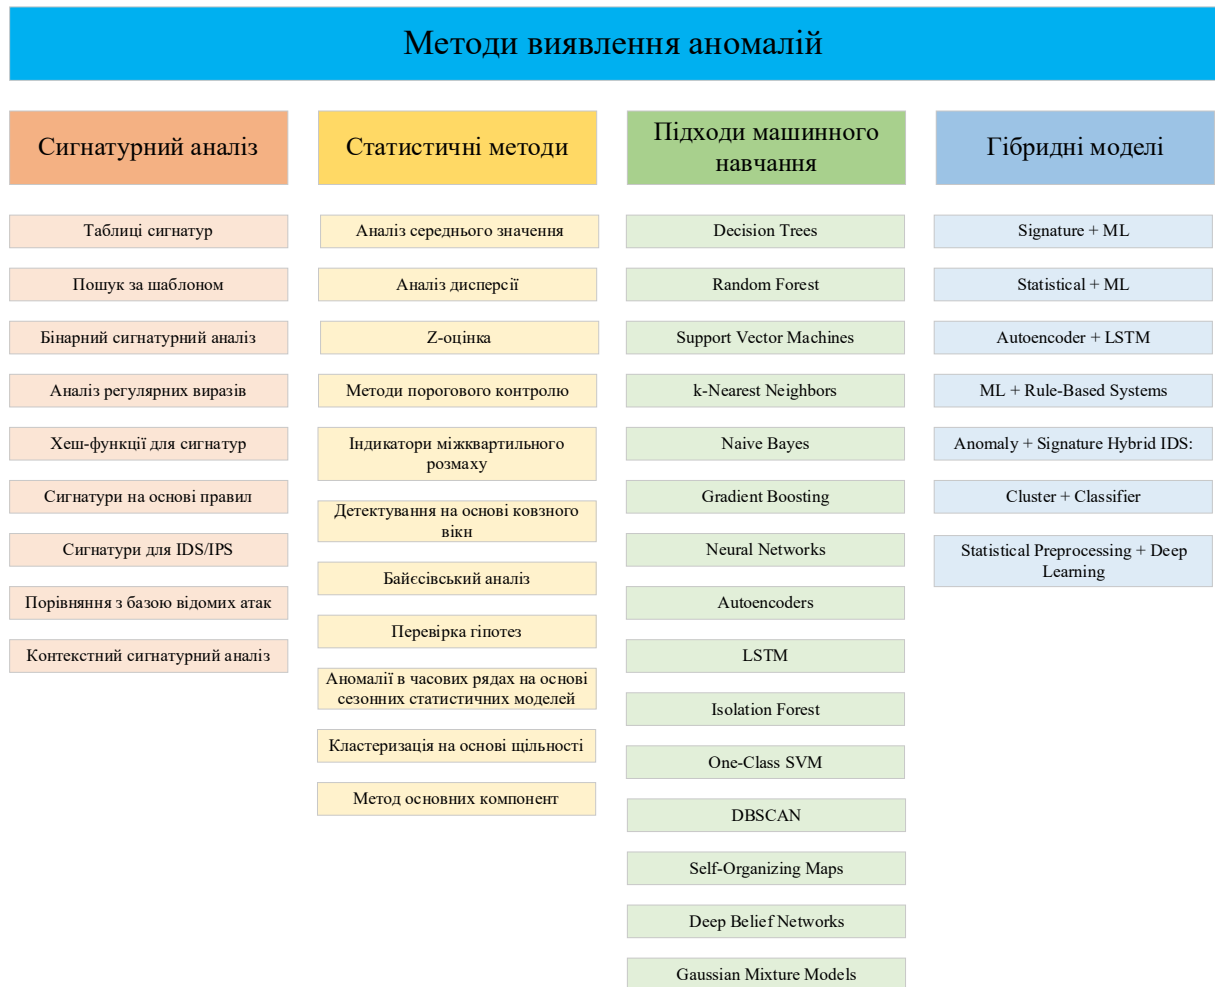 Методи виявлення аномалій
Сигнатурний аналіз
Таблиці сигнатур
Пошук за шаблоном
Бінарний сигнатурний аналіз
Аналіз регулярних виразів
Хеш-функції для сигнатур
Сигнатури на основі правил
Сигнатури для IDS/IPS
Порівняння з базою відомих атак
Контекстний сигнатурний аналіз
Статистичні методи
Аналіз середнього значення
Аналіз дисперсії
Z-оцінка
Методи порогового контролю
Індикатори міжквартильного
розмаху
Детектування на основі ковзного
вікн
Байєсівський аналіз
Перевірка гіпотез
Аномалії в часових рядах на основі
сезонних статистичних моделей
Кластеризація на основі щільності
Метод основних компонент
Підходи машинного
навчання
Decision Trees
Random Forest
Support Vector Machines
k-Nearest Neighbors
Naive Bayes
Gradient Boosting
Neural Networks
Autoencoders
LSTM
Isolation Forest
One-Class SVM
DBSCAN
Self-Organizing Maps
Deep Belief Networks
Gaussian Mixture Models
Гібридні моделі
Signature + ML
Statistical + ML
Autoencoder + LSTM
ML + Rule-Based Systems
Anomaly + Signature Hybrid IDS:
Cluster + Classifier
Statistical Preprocessing + Deep
Learning